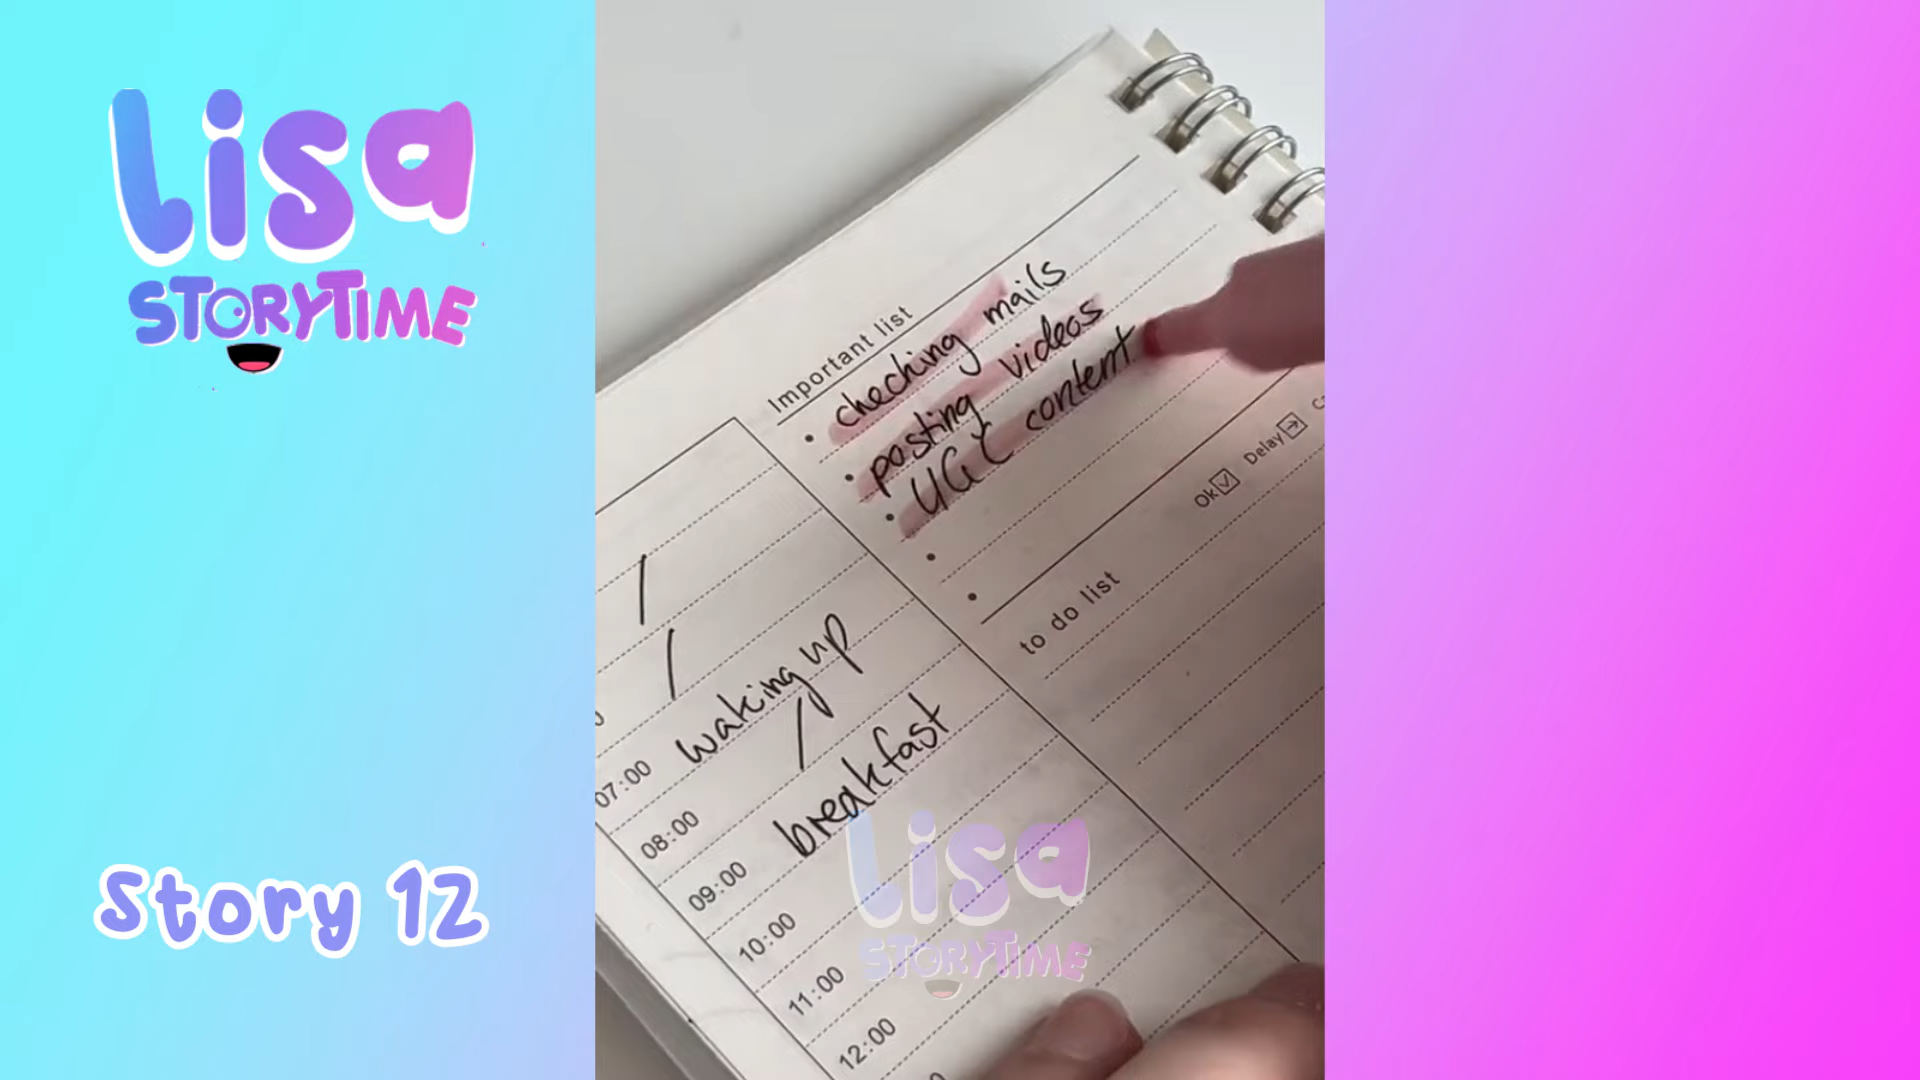 Lisa
STORYTIME
Story 12
Important list
• checking mails
• posting videos
• UGC content
•
•
Ok Delay
to do list
/
/
07:00 waking up
08:00 /
09:00 breakfast
10:00
11:00
12:00
Lisa
STORYTIME